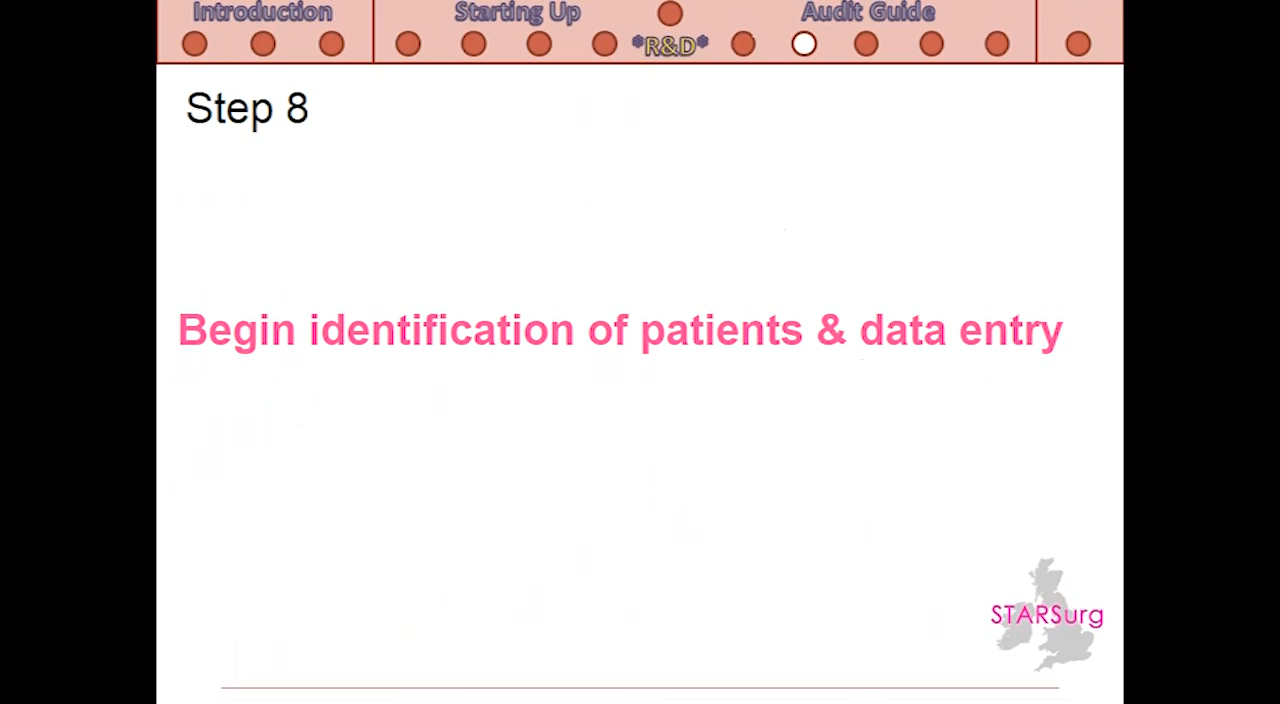 Introduction
Starting Up
Audit Guide
*R&D*
Step 8
Begin identification of patients & data entry
STARSurg